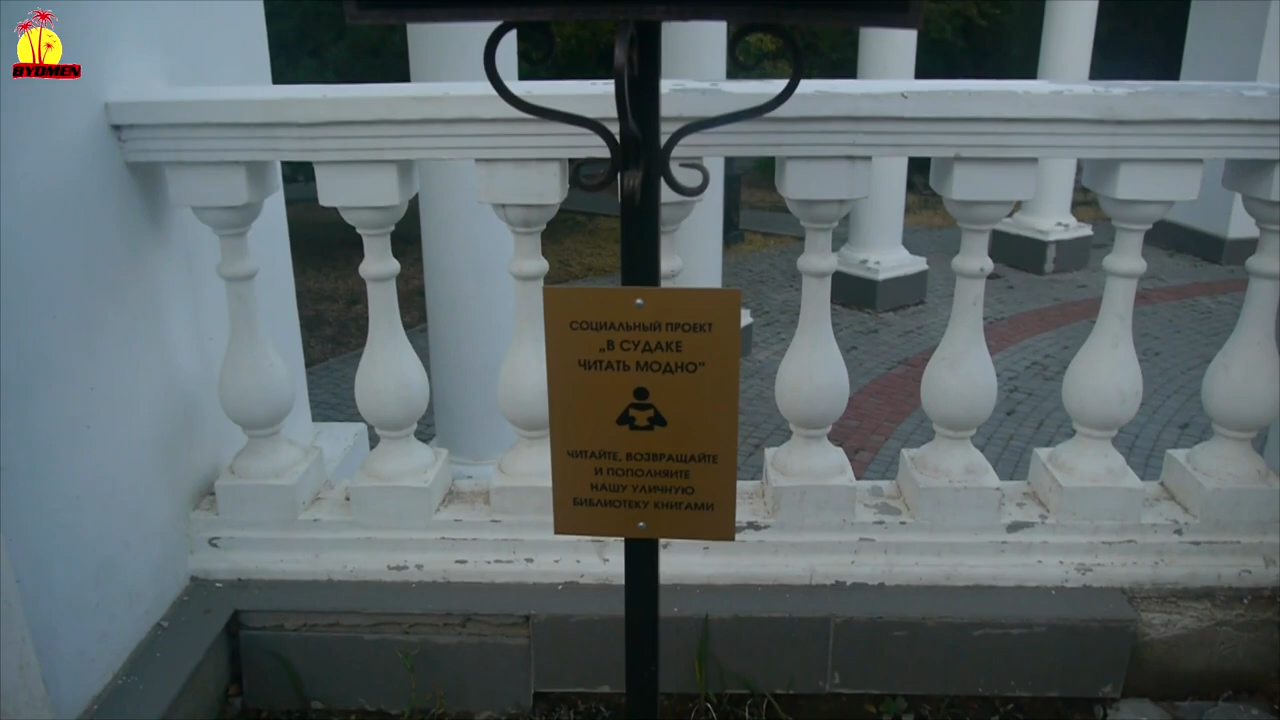 BYDMEN
СОЦИАЛЬНЫЙ ПРОЕКТ
„В СУДАКЕ
ЧИТАТЬ МОДНО"
ЧИТАЙТЕ, ВОЗВРАЩАЙТЕ
И ПОПОЛНЯЙТЕ
НАШУ УЛИЧНУЮ
БИБЛИОТЕКУ КНИГАМИ